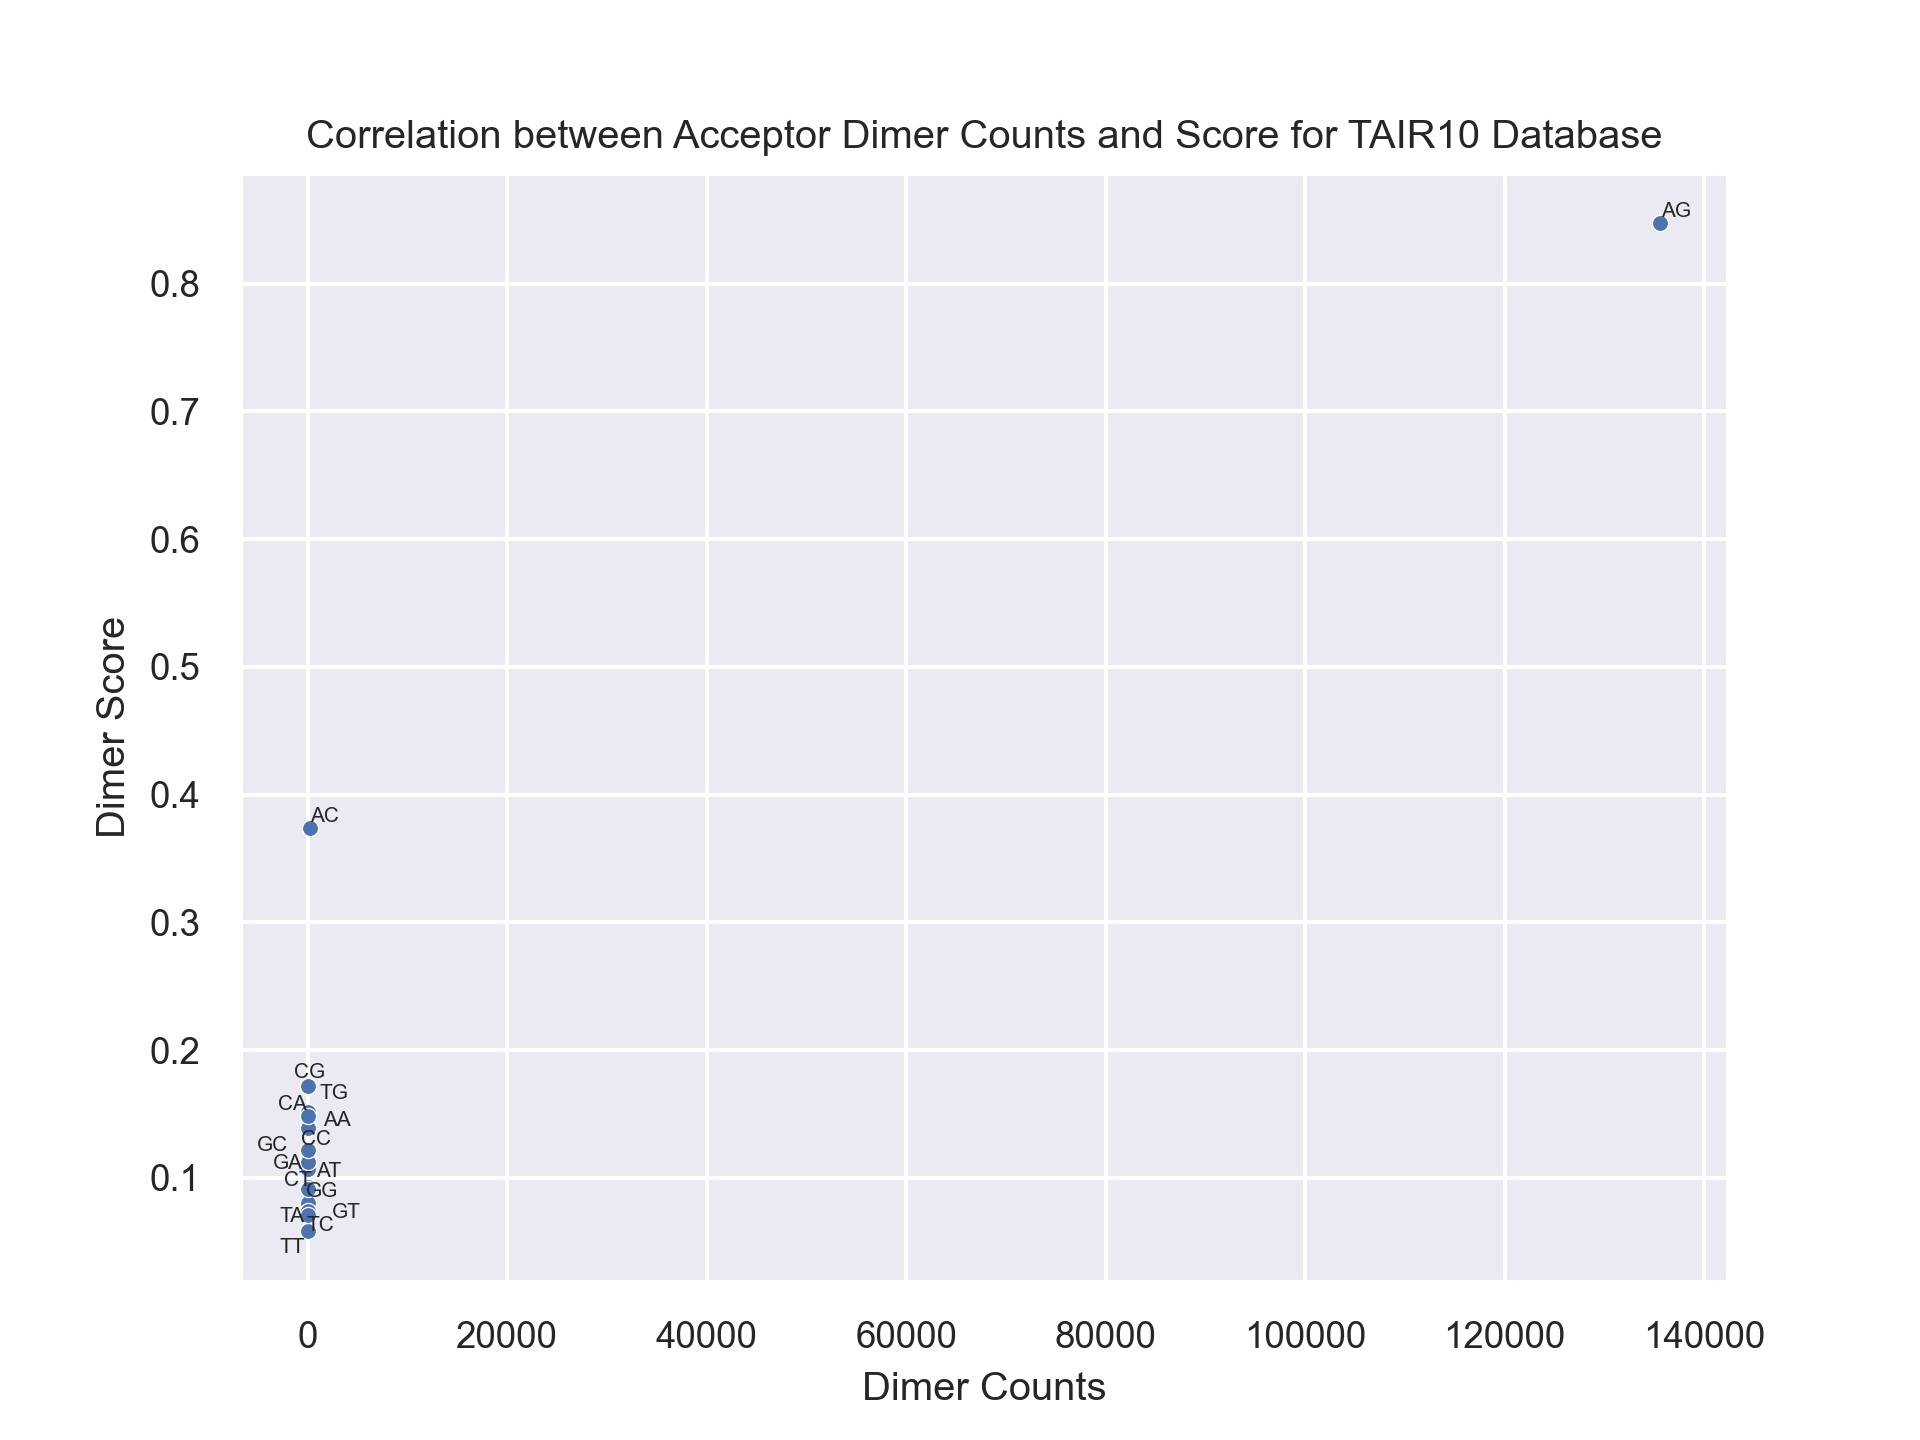 Correlation between Acceptor Dimer Counts and Score for TAIR10 Database
AG
0.8
0.7
0.6
0.5
0.4
0.3
0.2
0.1
Dimer Score
AC
CG
TG
CA
AA
CC
GC
GA
AT
CT
GG
TA
GT
TC
TT
0 20000 40000 60000 80000 100000 120000 140000
Dimer Counts